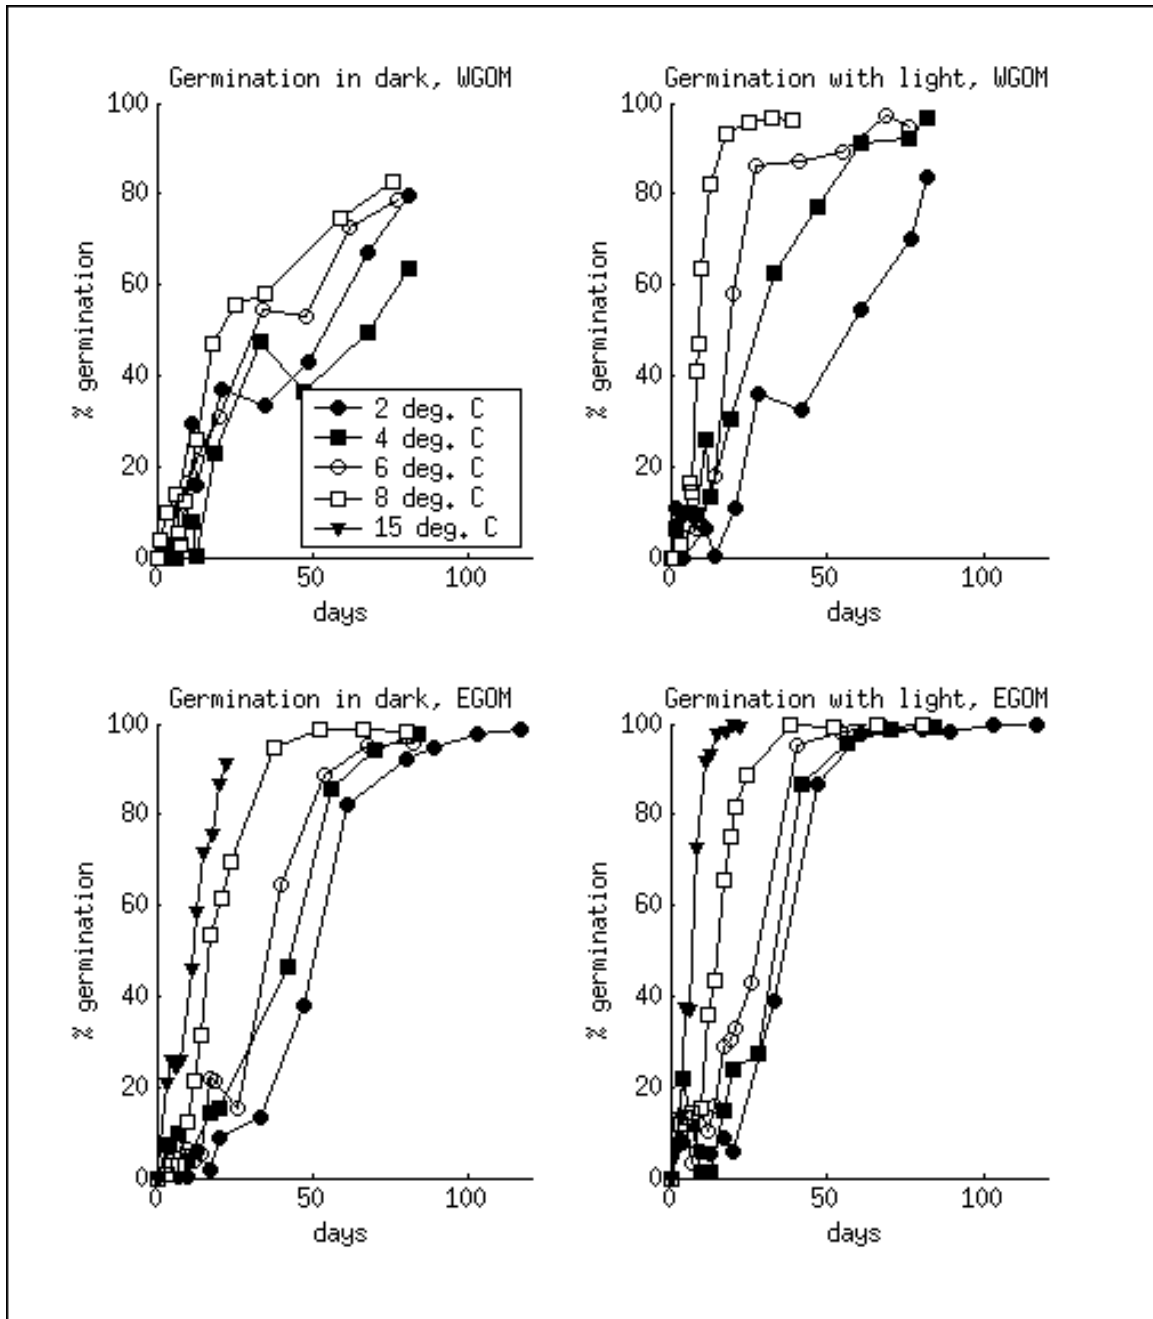 Germination in dark, WGOM
100
80
60
40
20
0
% germination
0 50 100
days
2 deg. C
4 deg. C
6 deg. C
8 deg. C
15 deg. C
Germination with light, WGOM
100
80
60
40
20
0
% germination
0 50 100
days
Germination in dark, EGOM
100
80
60
40
20
0
% germination
0 50 100
days
Germination with light, EGOM
100
80
60
40
20
0
% germination
0 50 100
days